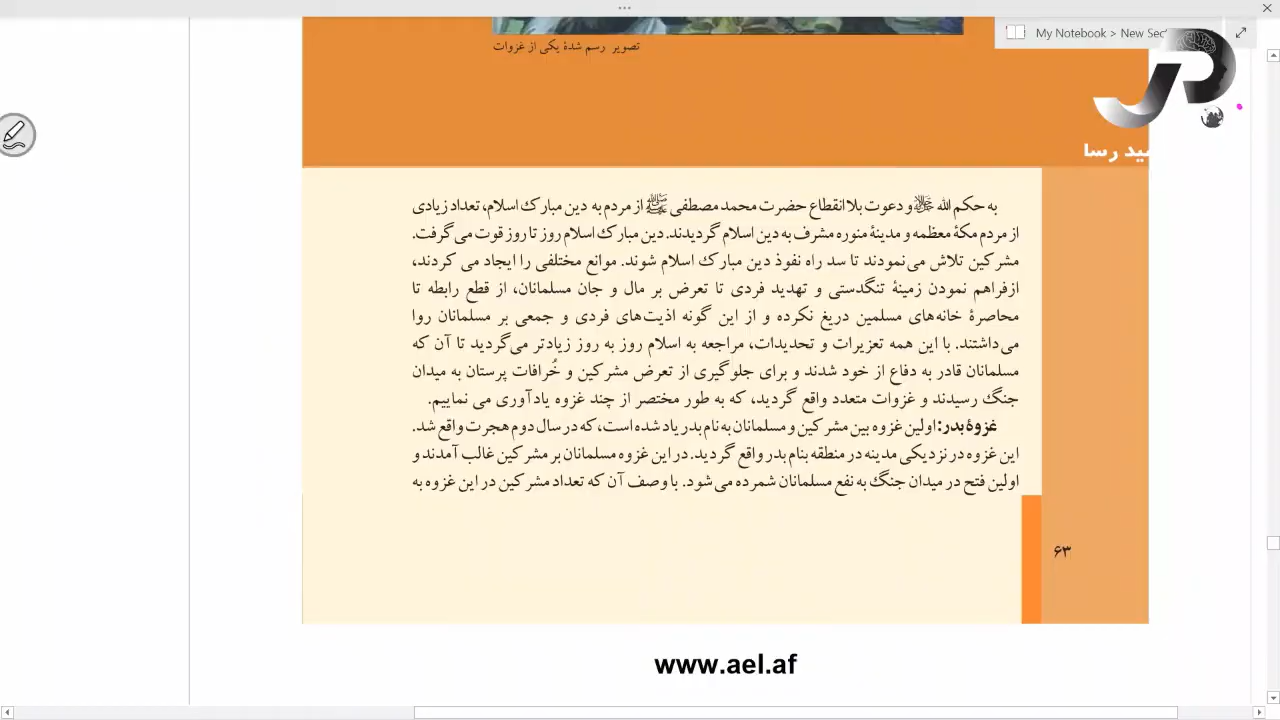 تصویر رسم شدهٔ یکی از غزوات
My Notebook > New Sec
ید رسا
به حکم الله ﷻ و دعوت بلاانقطاع حضرت محمد مصطفی ﷺ از مردم به دین مبارک اسلام، تعداد زیادی
از مردم مکهٔ معظمه و مدینهٔ منوره مشرف به دین اسلام گردیدند. دین مبارک اسلام روز تا روز قوت می‌گرفت.
مشرکین تلاش می‌نمودند تا سد راه نفوذ دین مبارک اسلام شوند. موانع مختلفی را ایجاد می کردند،
ازفراهم نمودن زمینهٔ تنگدستی و تهدید فردی تا تعرض بر مال و جان مسلمانان، از قطع رابطه تا
محاصرهٔ خانه‌های مسلمین دریغ نکرده و از این گونه اذیت‌های فردی و جمعی بر مسلمانان روا
می‌داشتند. با این همه تعزیرات و تحدیدات، مراجعه به اسلام روز به روز زیادتر می‌گردید تا آن که
مسلمانان قادر به دفاع از خود شدند و برای جلوگیری از تعرض مشرکین و خُرافات پرستان به میدان
جنگ رسیدند و غزوات متعدد واقع گردید، که به طور مختصر از چند غزوه یادآوری می نماییم.
غزوهٔ بدر: اولین غزوه بین مشرکین و مسلمانان به نام بدر یاد شده است، که در سال دوم هجرت واقع شد.
این غزوه در نزدیکی مدینه در منطقه بنام بدر واقع گردید. در این غزوه مسلمانان بر مشرکین غالب آمدند و
اولین فتح در میدان جنگ به نفع مسلمانان شمرده می‌شود. با وصف آن که تعداد مشرکین در این غزوه به
۶۳
www.ael.af